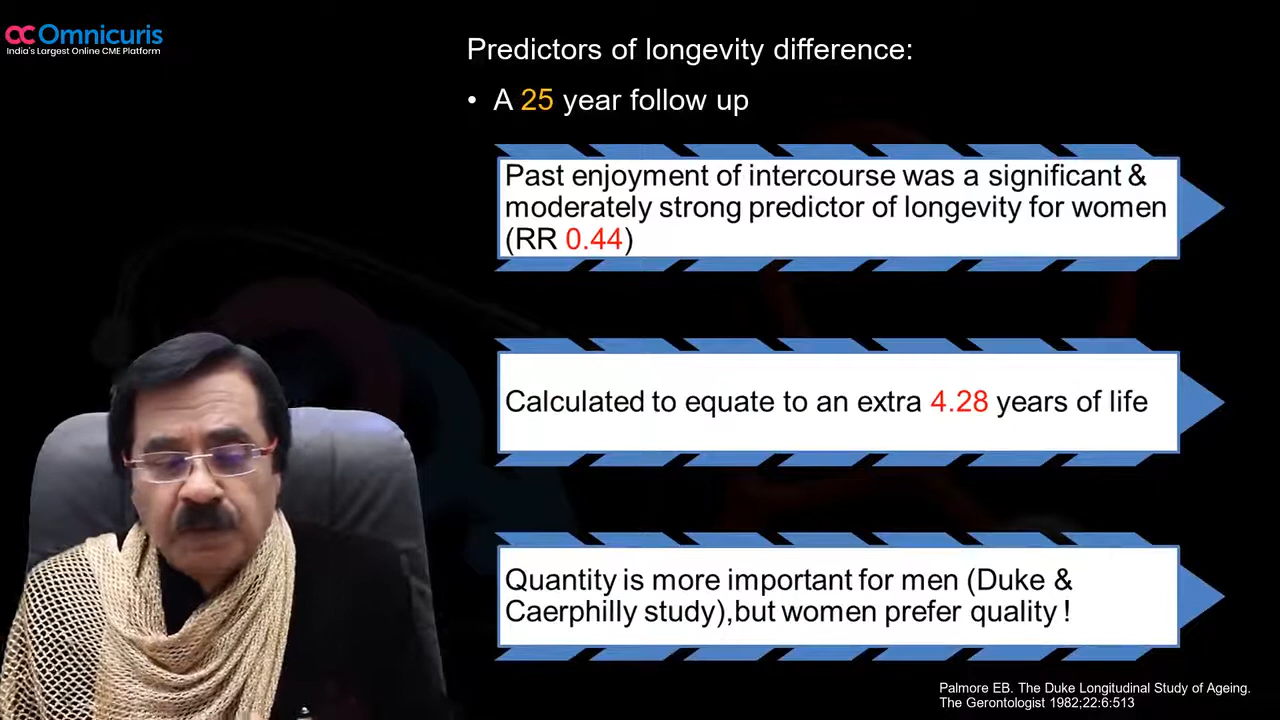 Omnicuris
India's Largest Online CME Platform
Predictors of longevity difference:
• A 25 year follow up
Past enjoyment of intercourse was a significant &
moderately strong predictor of longevity for women
(RR 0.44)
Calculated to equate to an extra 4.28 years of life
Quantity is more important for men (Duke &
Caerphilly study),but women prefer quality !
Palmore EB. The Duke Longitudinal Study of Ageing.
The Gerontologist 1982;22:6:513